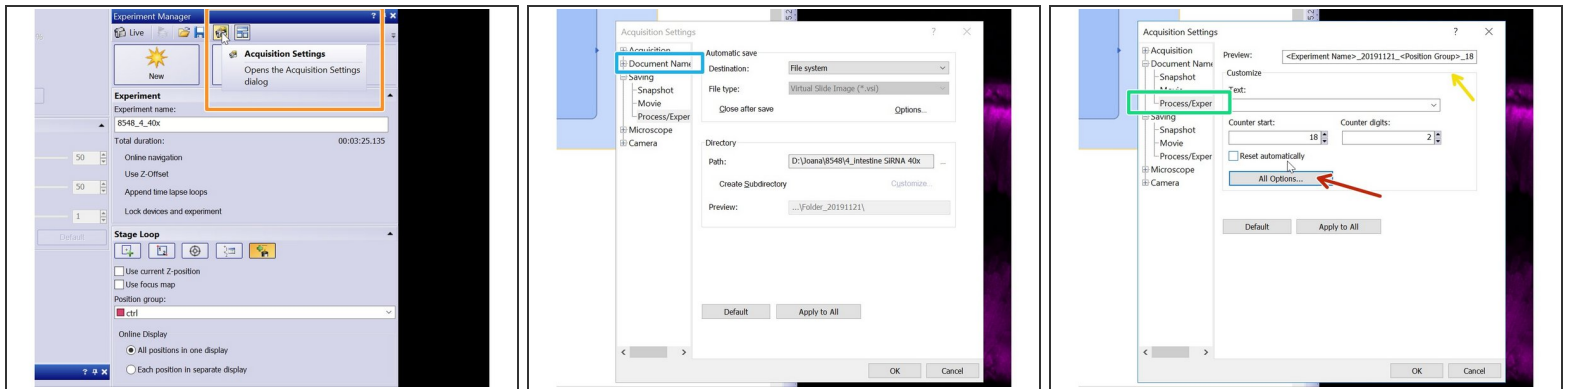 Experiment Manager
Live
Acquisition Settings
Opens the Acquisition Settings
dialog
New
Experiment
Experiment name:
8548_4_40x
Total duration: 00:03:25.135
50
Online navigation
Use Z-Offset
50
Append time lapse loops
1
Lock devices and experiment
Default
Stage Loop
Use current Z-position
Use focus map
Position group:
ctrl
Online Display
All positions in one display
Each position in separate display
Acquisition Settings
Acquisition
Document Name
Saving
Snapshot
Movie
Process/Exper
Microscope
Camera
Automatic save
Destination: File system
File type: Virtual Slide Image (*.vsi)
Close after save Options...
Directory
Path: D:\Joana\8548\4_intestine SiRNA 40x ...
Create Subdirectory Customize...
Preview: ...\Folder_20191121\
Default Apply to All
OK Cancel
Acquisition Settings
Acquisition
Document Name
Snapshot
Movie
Process/Exper
Saving
Snapshot
Movie
Process/Exper
Microscope
Camera
Preview: <Experiment Name>_20191121_<Position Group>_18
Customize
Text:
Counter start: Counter digits:
18 2
Reset automatically
All Options...
Default Apply to All
OK Cancel